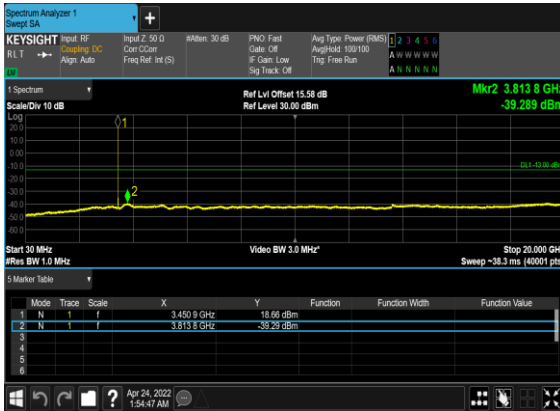 Spectrum Analyzer 1
Swept SA
+
KEYSIGHT Input: RF Input Z: 50 Ω #Atten: 30 dB PNO: Fast Avg Type: Power (RMS) 1 2 3 4 5 6
RLT Coupling: DC Corr CCorr Gate: Off Avg|Hold: 100/100 A W W W W W
Align: Auto Freq Ref: Int (S) IF Gain: Low Trig: Free Run
Sig Track: Off A N N N N N
1 Spectrum Ref Lvl Offset 15.58 dB Mkr2 3.813 8 GHz
Scale/Div 10 dB Ref Level 30.00 dBm -39.289 dBm
Log
20.0
10.0
0.00
-10.0 DL1 -13.00 dBm
-20.0
-30.0
-40.0
-50.0
-60.0
1
2
Start 30 MHz Video BW 3.0 MHz* Stop 20.000 GHz
#Res BW 1.0 MHz Sweep ~38.3 ms (40001 pts)
5 Marker Table
Mode Trace Scale X Y Function Function Width Function Value
1 N 1 f 3.450 9 GHz 18.66 dBm
2 N 1 f 3.813 8 GHz -39.29 dBm
3
4
5
6
? Apr 24, 2022
1:54:47 AM